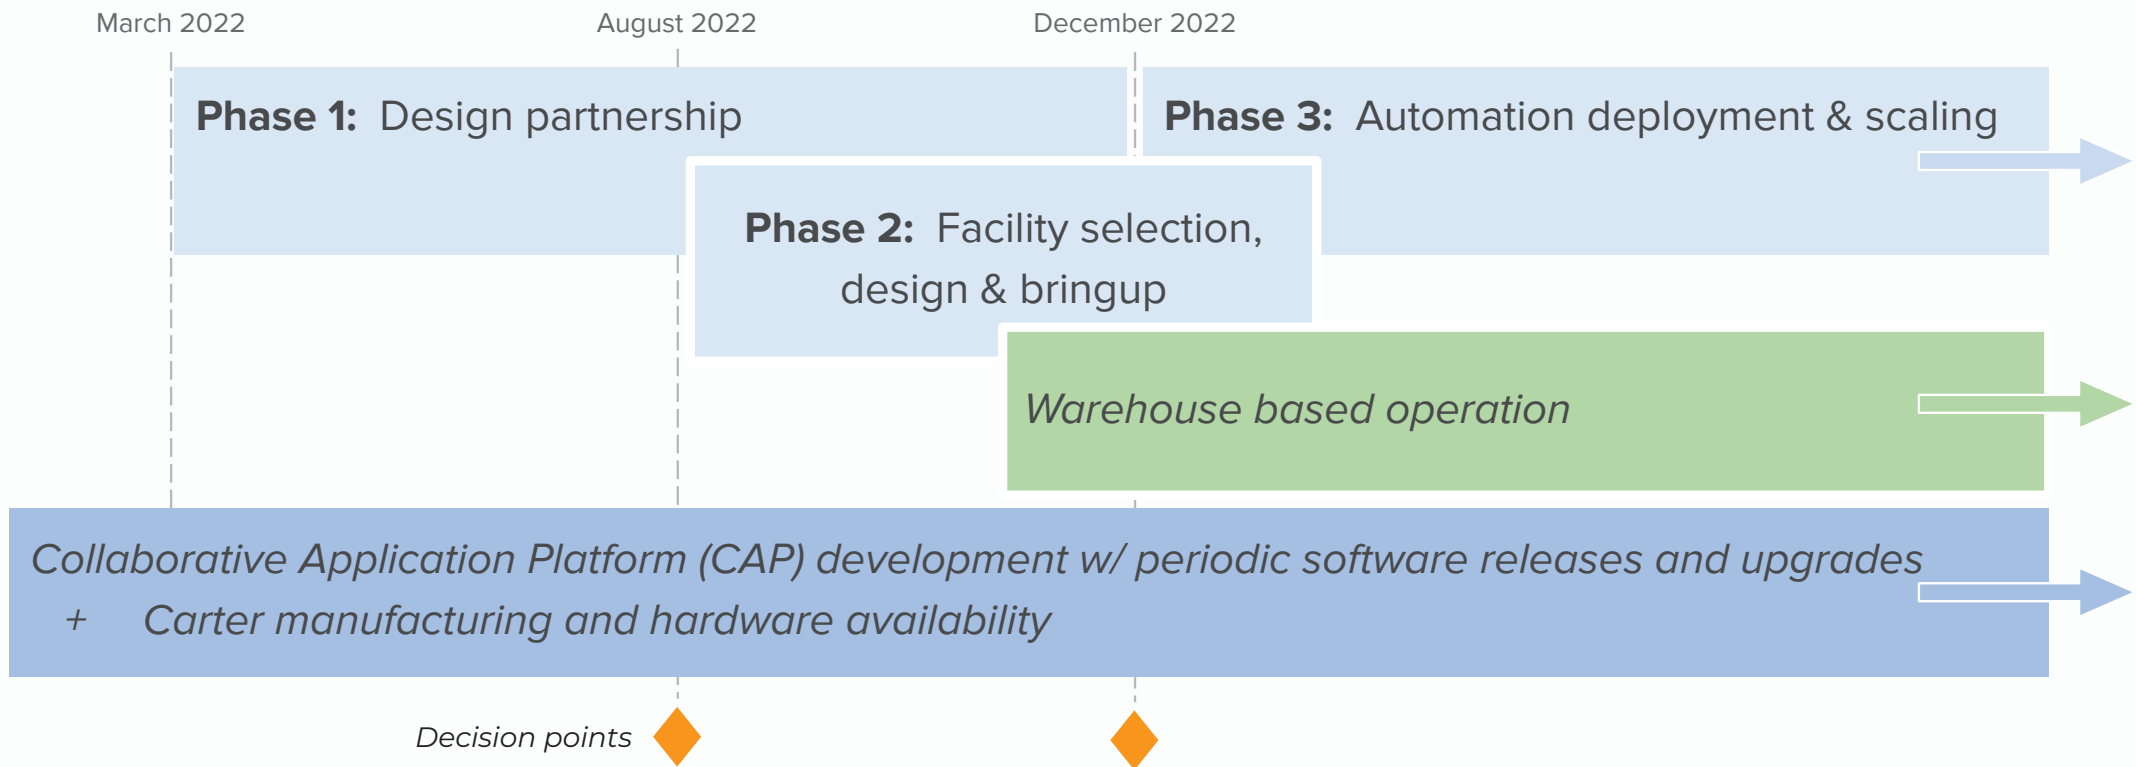 March 2022
August 2022
December 2022
Phase 1: Design partnership
Phase 3: Automation deployment & scaling
Phase 2: Facility selection,
design & bringup
Warehouse based operation
Collaborative Application Platform (CAP) development w/ periodic software releases and upgrades
+ Carter manufacturing and hardware availability
Decision points